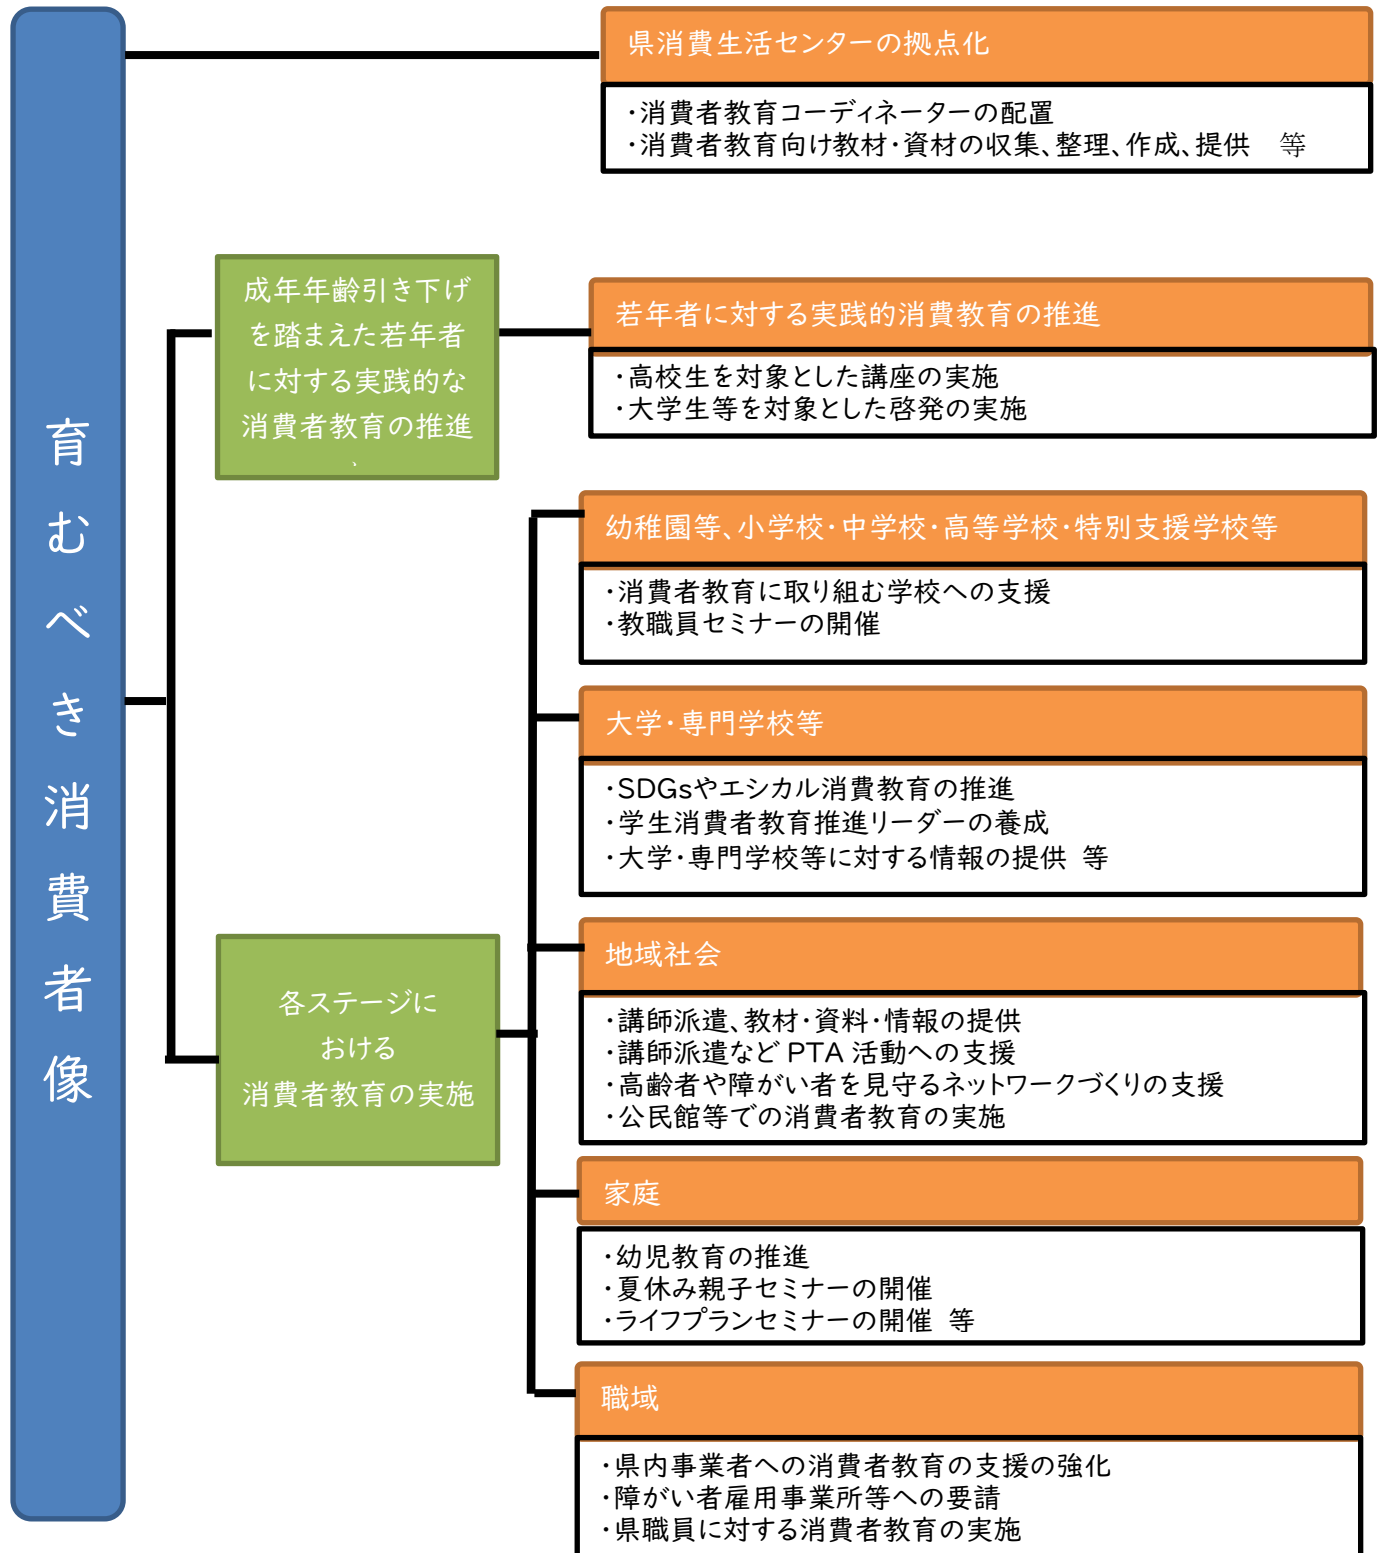 育むべき消費者像
県消費生活センターの拠点化
・消費者教育コーディネーターの配置
・消費者教育向け教材・資材の収集、整理、作成、提供　等
成年年齢引き下げ
を踏まえた若年者
に対する実践的な
消費者教育の推進
、
若年者に対する実践的消費教育の推進
・高校生を対象とした講座の実施
・大学生等を対象とした啓発の実施
各ステージに
おける
消費者教育の実施
幼稚園等、小学校・中学校・高等学校・特別支援学校等
・消費者教育に取り組む学校への支援
・教職員セミナーの開催
大学・専門学校等
・SDGsやエシカル消費教育の推進
・学生消費者教育推進リーダーの養成
・大学・専門学校等に対する情報の提供 等
地域社会
・講師派遣、教材・資料・情報の提供
・講師派遣など PTA 活動への支援
・高齢者や障がい者を見守るネットワークづくりの支援
・公民館等での消費者教育の実施
家庭
・幼児教育の推進
・夏休み親子セミナーの開催
・ライフプランセミナーの開催 等
職域
・県内事業者への消費者教育の支援の強化
・障がい者雇用事業所等への要請
・県職員に対する消費者教育の実施